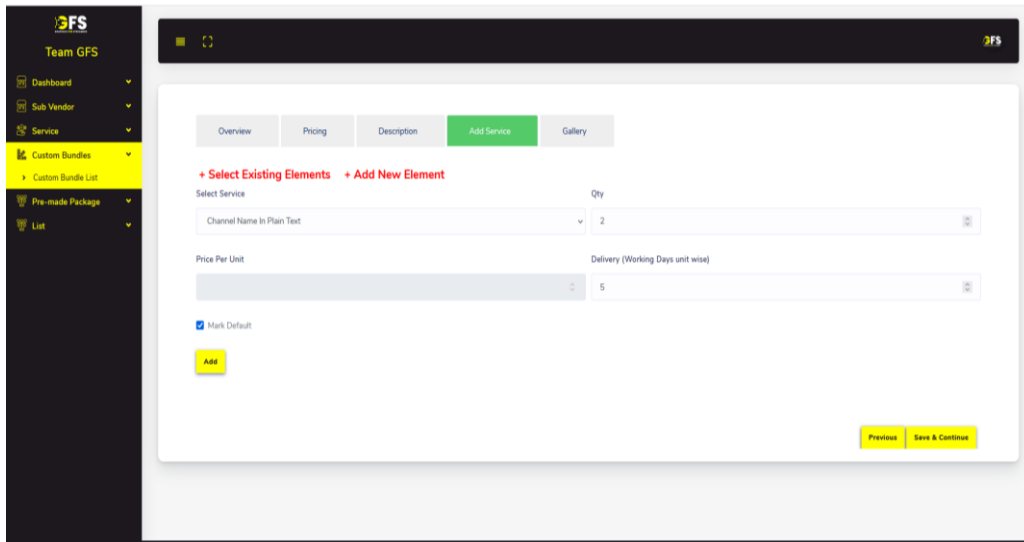 GFS
Team GFS
Dashboard
Sub Vendor
Service
Custom Bundles
Custom Bundle List
Pre-made Package
List
GFS
Overview Pricing Description Add Service Gallery
+ Select Existing Elements + Add New Element
Select Service Qty
Channel Name In Plain Text 2
Price Per Unit Delivery (Working Days unit wise)
5
Mark Default
Add
Previous Save & Continue